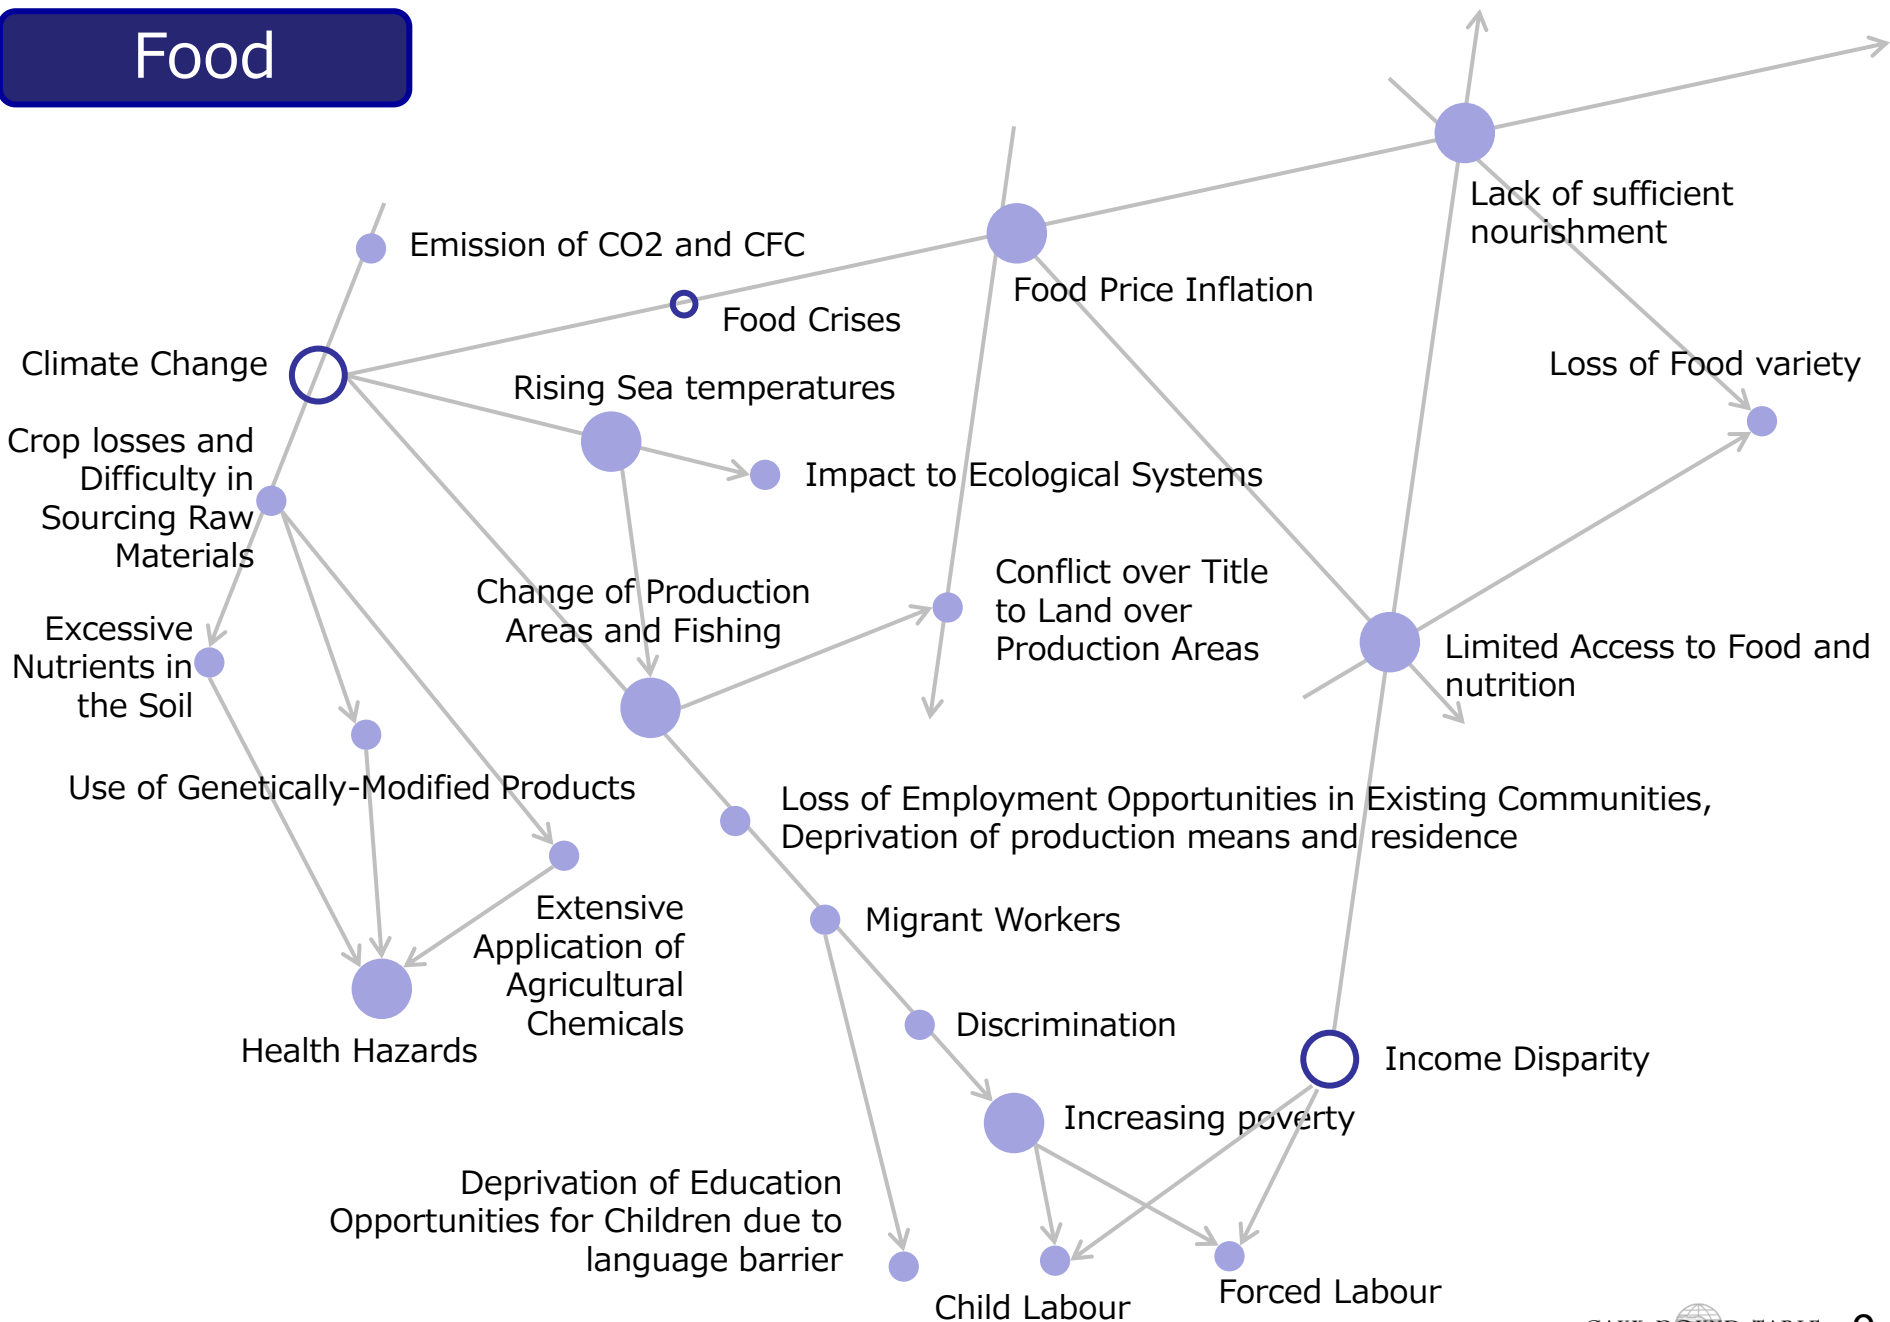 Food
Lack of sufficient
nourishment
Emission of CO2 and CFC
Food Price Inflation
Food Crises
Climate Change
Loss of Food variety
Rising Sea temperatures
Crop losses and
Difficulty in
Sourcing Raw
Materials
Impact to Ecological Systems
Change of Production
Areas and Fishing
Conflict over Title
to Land over
Production Areas
Excessive
Nutrients in
the Soil
Limited Access to Food and
nutrition
Use of Genetically-Modified Products
Loss of Employment Opportunities in Existing Communities,
Deprivation of production means and residence
Extensive
Application of
Agricultural
Chemicals
Migrant Workers
Health Hazards
Discrimination
Income Disparity
Increasing poverty
Deprivation of Education
Opportunities for Children due to
language barrier
Child Labour
Forced Labour